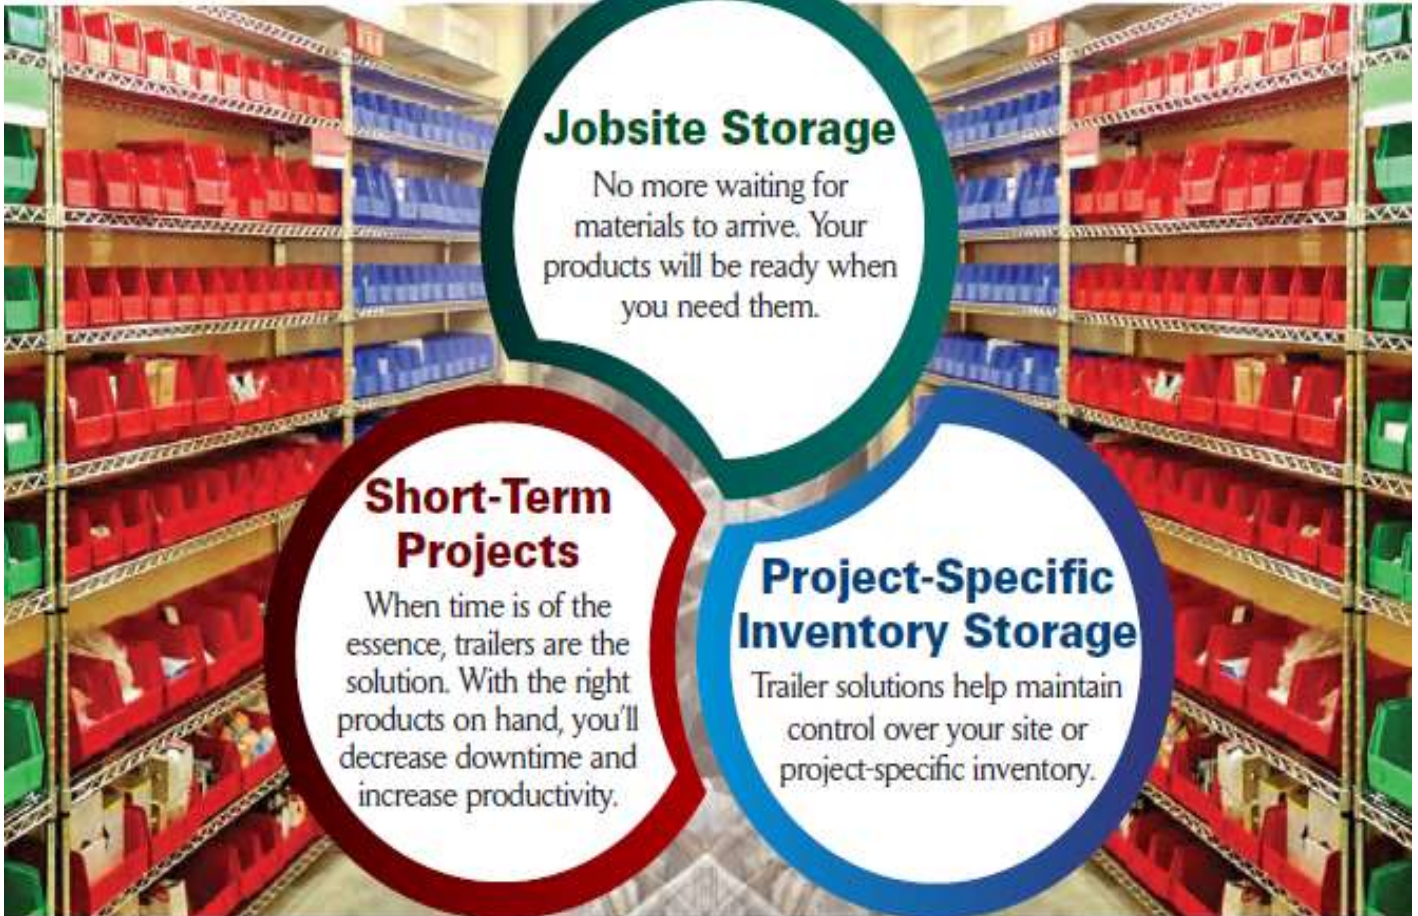 Jobsite Storage
No more waiting for
materials to arrive. Your
products will be ready when
you need them.
Short-Term
Projects
When time is of the
essence, trailers are the
solution. With the right
products on hand, you'll
decrease downtime and
increase productivity.
Project-Specific
Inventory Storage
Trailer solutions help maintain
control over your site or
project-specific inventory.